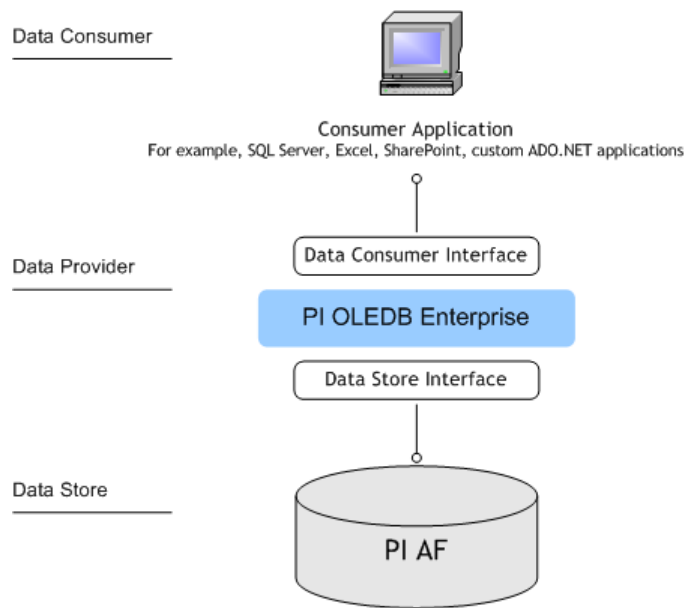 Data Consumer
Consumer Application
For example, SQL Server, Excel, SharePoint, custom ADO.NET applications
Data Consumer Interface
Data Provider
PI OLEDB Enterprise
Data Store Interface
Data Store
PI AF